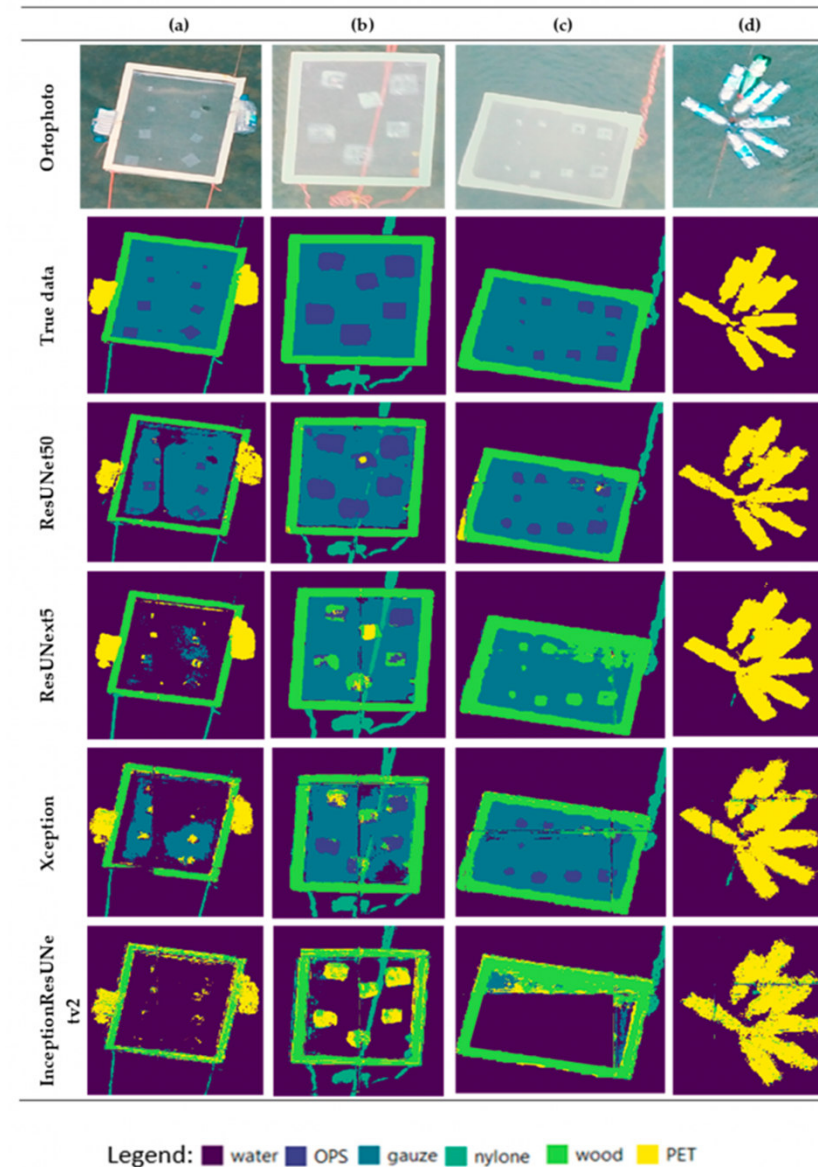 (a) (b) (c) (d)
Ortophoto
True data
ResUNet50
ResUNext5
Xception
InceptionResUNe
tv2
Legend: water OPS gauze nylone wood PET